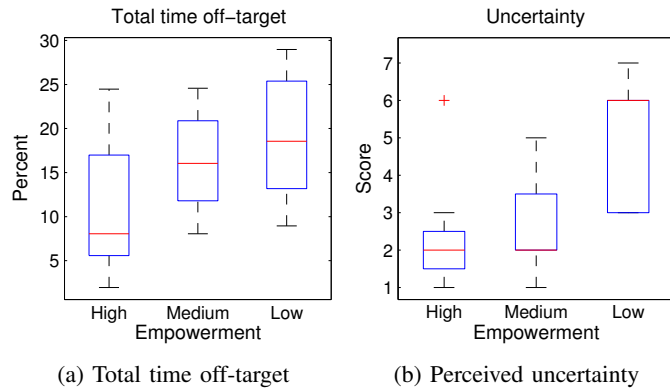 Total time off−target
30
25
20
15
10
5
Percent
High Medium Low
Empowerment
(a) Total time off-target
Uncertainty
7
6
5
4
3
2
1
Score
High Medium Low
Empowerment
(b) Perceived uncertainty